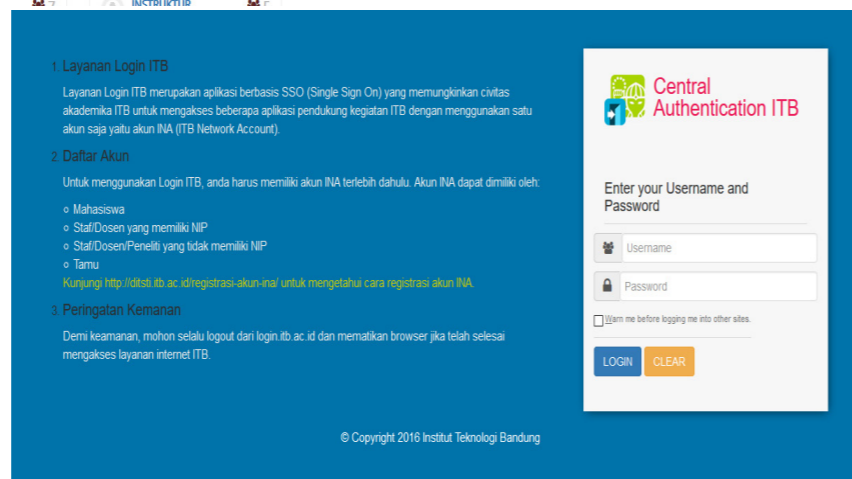 INSTRUKTUR
1. Layanan Login ITB
Layanan Login ITB merupakan aplikasi berbasis SSO (Single Sign On) yang memungkinkan civitas
akademika ITB untuk mengakses beberapa aplikasi pendukung kegiatan ITB dengan menggunakan satu
akun saja yaitu akun INA (ITB Network Account).
2. Daftar Akun
Untuk menggunakan Login ITB, anda harus memiliki akun INA terlebih dahulu. Akun INA dapat dimiliki oleh:
Mahasiswa
Staf/Dosen yang memiliki NIP
Staf/Dosen/Peneliti yang tidak memiliki NIP
Tamu
Kunjungi http://ditsti.itb.ac.id/registrasi-akun-ina/ untuk mengetahui cara registrasi akun INA.
3. Peringatan Kemanan
Demi keamanan, mohon selalu logout dari login.itb.ac.id dan mematikan browser jika telah selesai
mengakses layanan internet ITB.
Central
Authentication ITB
Enter your Username and
Password
Username
Password
Warn me before logging me into other sites.
LOGIN CLEAR
© Copyright 2016 Institut Teknologi Bandung